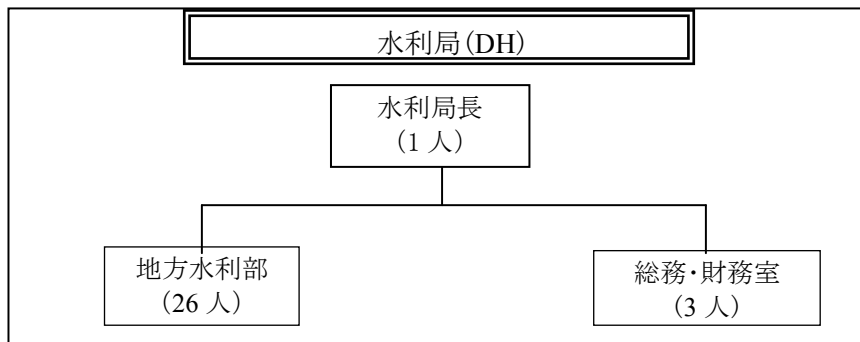 水利局(DH)
水利局長
(1 人)
地方水利部
(26 人)
総務・財務室
(3 人)